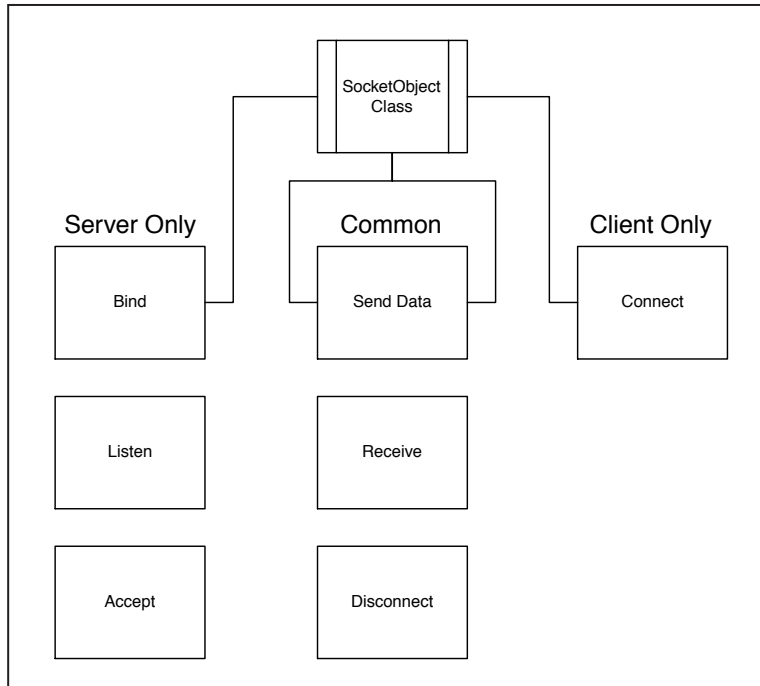 SocketObject
Class
Server Only
Common
Client Only
Bind
Send Data
Connect
Listen
Receive
Accept
Disconnect